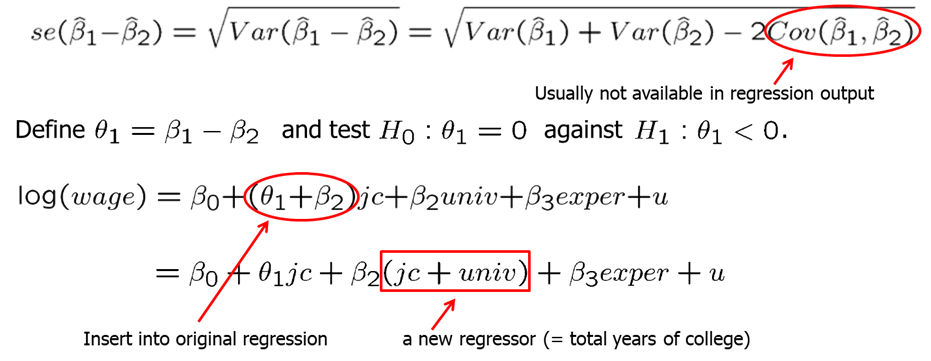 se(β̂₁−β̂₂) = √Var(β̂₁ − β̂₂) = √Var(β̂₁) + Var(β̂₂) − 2Cov(β̂₁, β̂₂)
Usually not available in regression output
Define θ₁ = β₁ − β₂ and test H₀ : θ₁ = 0 against H₁ : θ₁ < 0.
log(wage) = β₀+(θ₁+β₂)jc+β₂univ+β₃exper+u
= β₀ + θ₁jc + β₂(jc + univ) + β₃exper + u
Insert into original regression
a new regressor (= total years of college)